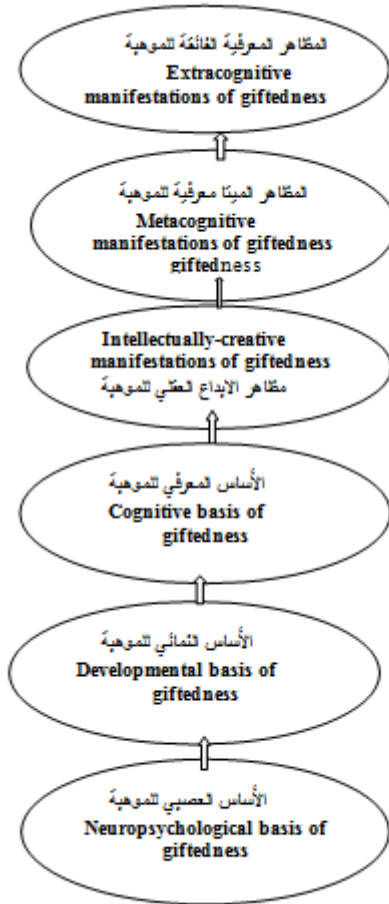 المظاهر المعرفية الفائقة للموهبة
Extracognitive
manifestations of giftedness
المظاهر الميتا معرفية للموهبة
Metacognitive
manifestations of giftedness
giftedness
Intellectually-creative
manifestations of giftedness
مظاهر الابداع العقلي للموهبة
الأساس المعرفي للموهبة
Cognitive basis of
giftedness
الأساس النمائي للموهبة
Developmental basis of
giftedness
الأساس العصبي للموهبة
Neuropsychological basis of
giftedness